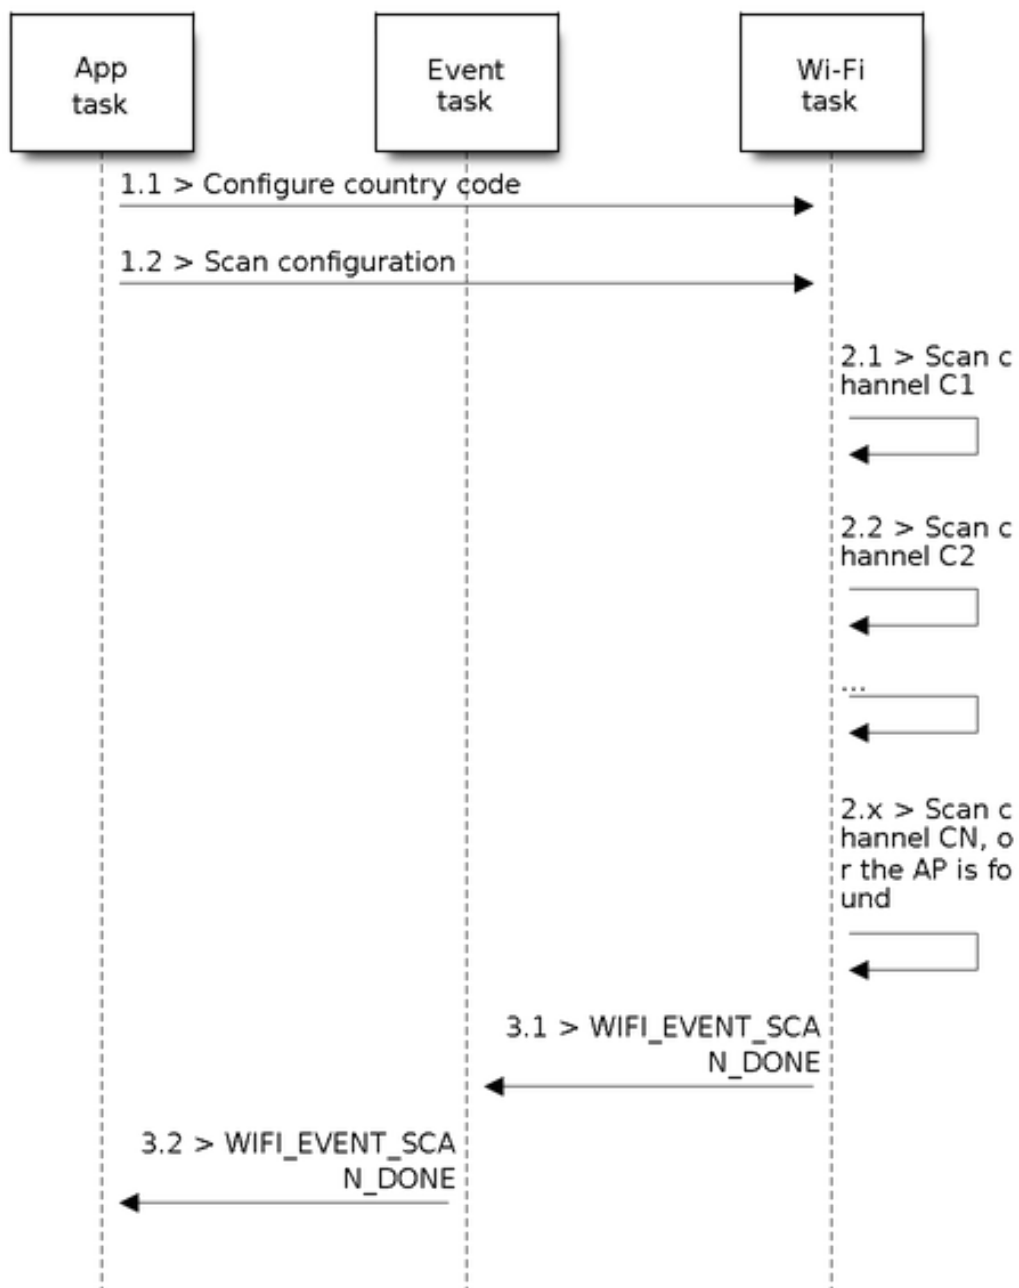 App
task
Event
task
Wi-Fi
task
1.1 > Configure country code
1.2 > Scan configuration
2.1 > Scan c
hannel C1
2.2 > Scan c
hannel C2
...
2.x > Scan c
hannel CN, o
r the AP is fo
und
3.1 > WIFI_EVENT_SCA
N_DONE
3.2 > WIFI_EVENT_SCA
N_DONE